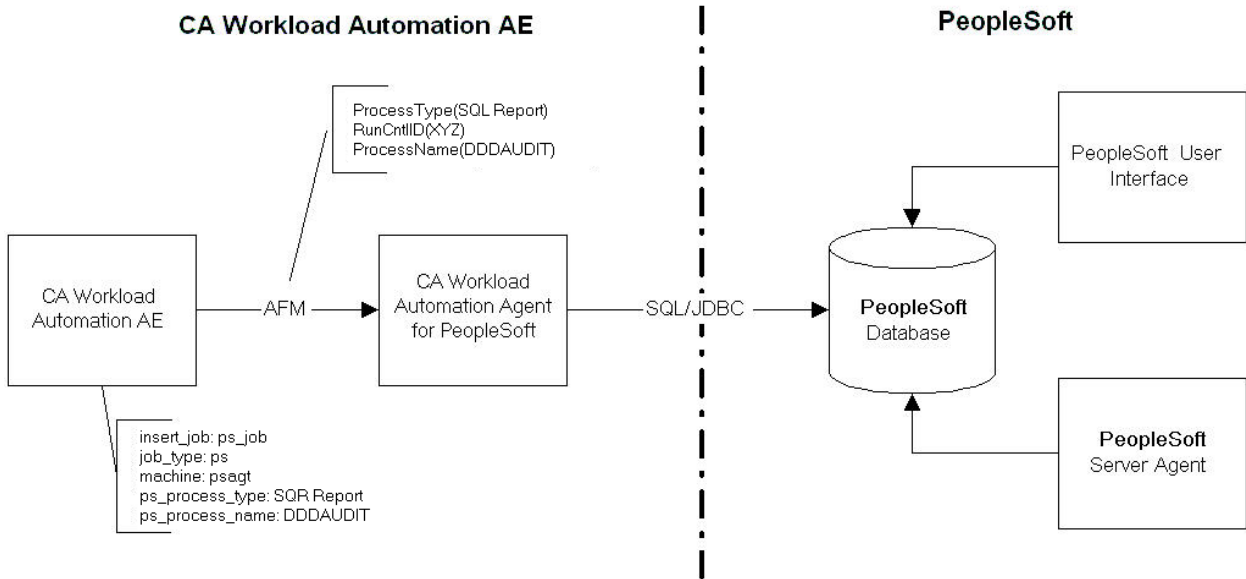 CA Workload Automation AE
PeopleSoft
ProcessType(SQL Report)
RunCntlID(XYZ)
ProcessName(DDDAUDIT)
PeopleSoft User
Interface
CA Workload
Automation AE
AFM
CA Workload
Automation Agent
for PeopleSoft
SQL/JDBC
PeopleSoft
Database
insert_job: ps_job
job_type: ps
machine: psagt
ps_process_type: SQR Report
ps_process_name: DDDAUDIT
PeopleSoft
Server Agent